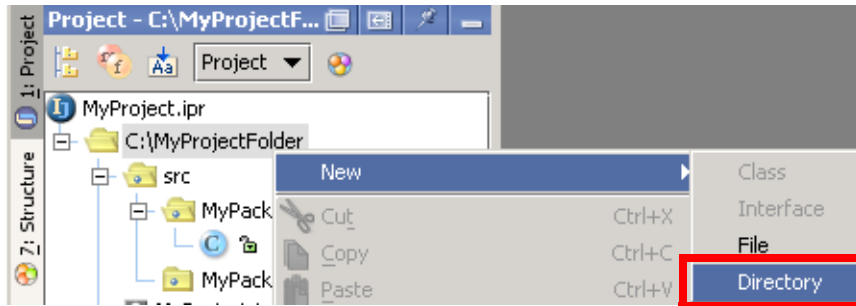 Project - C:\MyProjectF...
1: Project
Project
MyProject.ipr
C:\MyProjectFolder
src
MyPack
C
MyPack
7: Structure
New
Cut Ctrl+X
Copy Ctrl+C
Paste Ctrl+V
Class
Interface
File
Directory